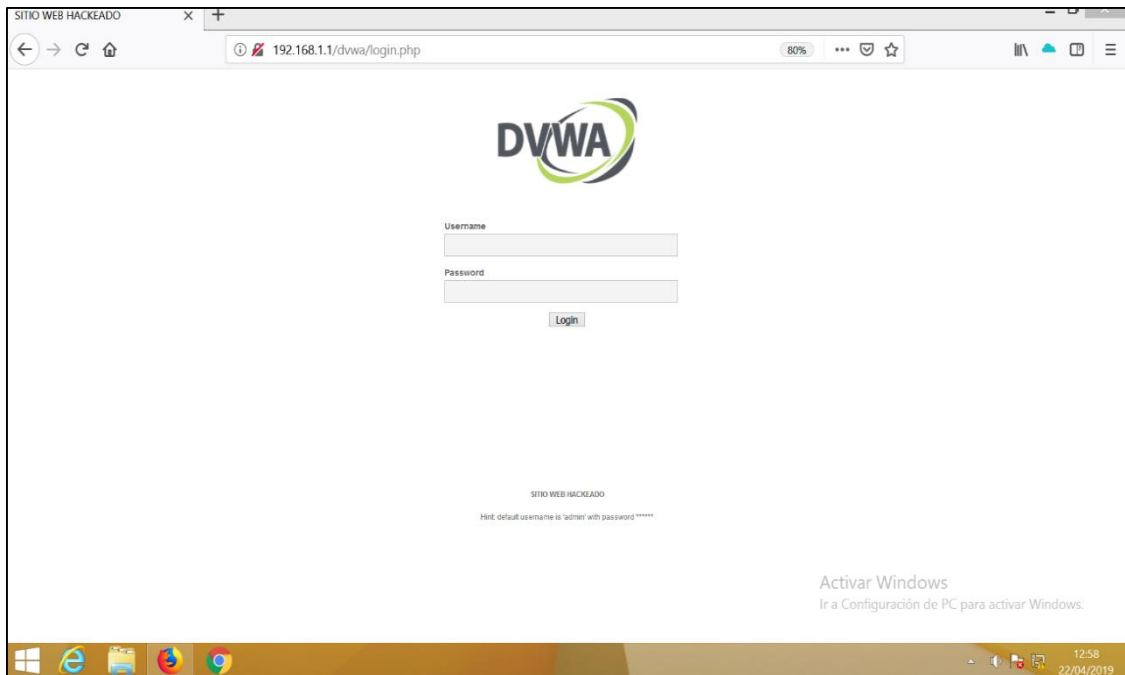 SITIO WEB HACKEADO
192.168.1.1/dvwa/login.php
80%
DVWA
Username
Password
Login
SITIO WEB HACKEADO
Hint: default username is 'admin' with password ******
Activar Windows
Ir a Configuración de PC para activar Windows.
12:58
22/04/2019